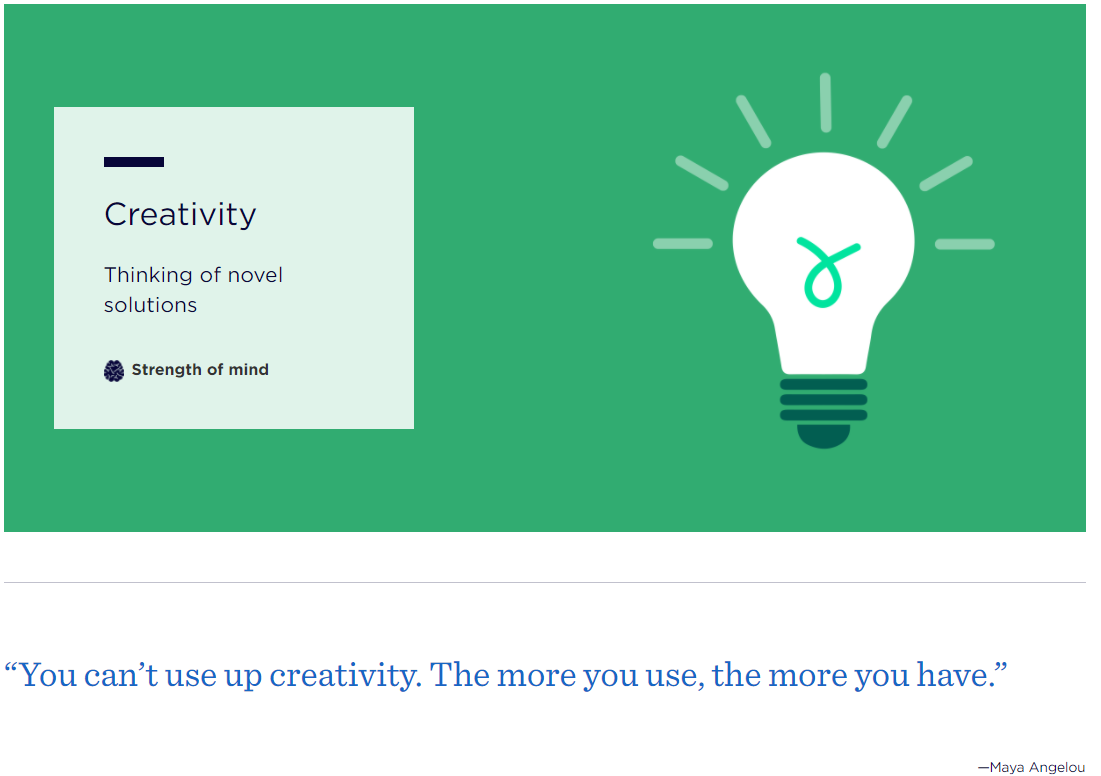 Creativity
Thinking of novel
solutions
Strength of mind
“You can’t use up creativity. The more you use, the more you have.”
—Maya Angelou